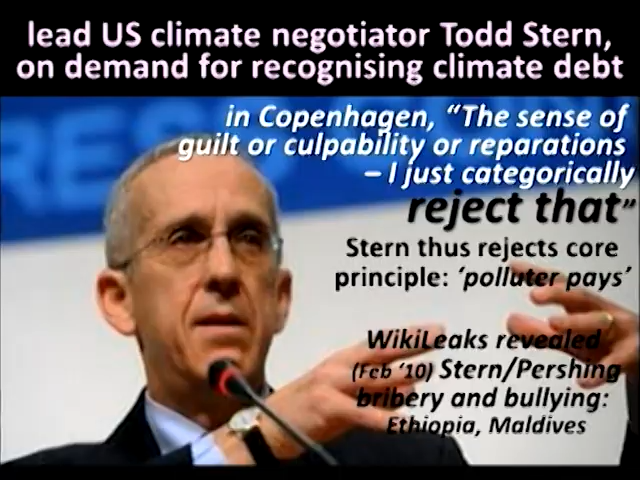 lead US climate negotiator Todd Stern,
on demand for recognising climate debt
in Copenhagen, “The sense of
guilt or culpability or reparations
– I just categorically
reject that”
Stern thus rejects core
principle: ‘polluter pays’
WikiLeaks revealed
(Feb ‘10) Stern/Pershing
bribery and bullying:
Ethiopia, Maldives
RES